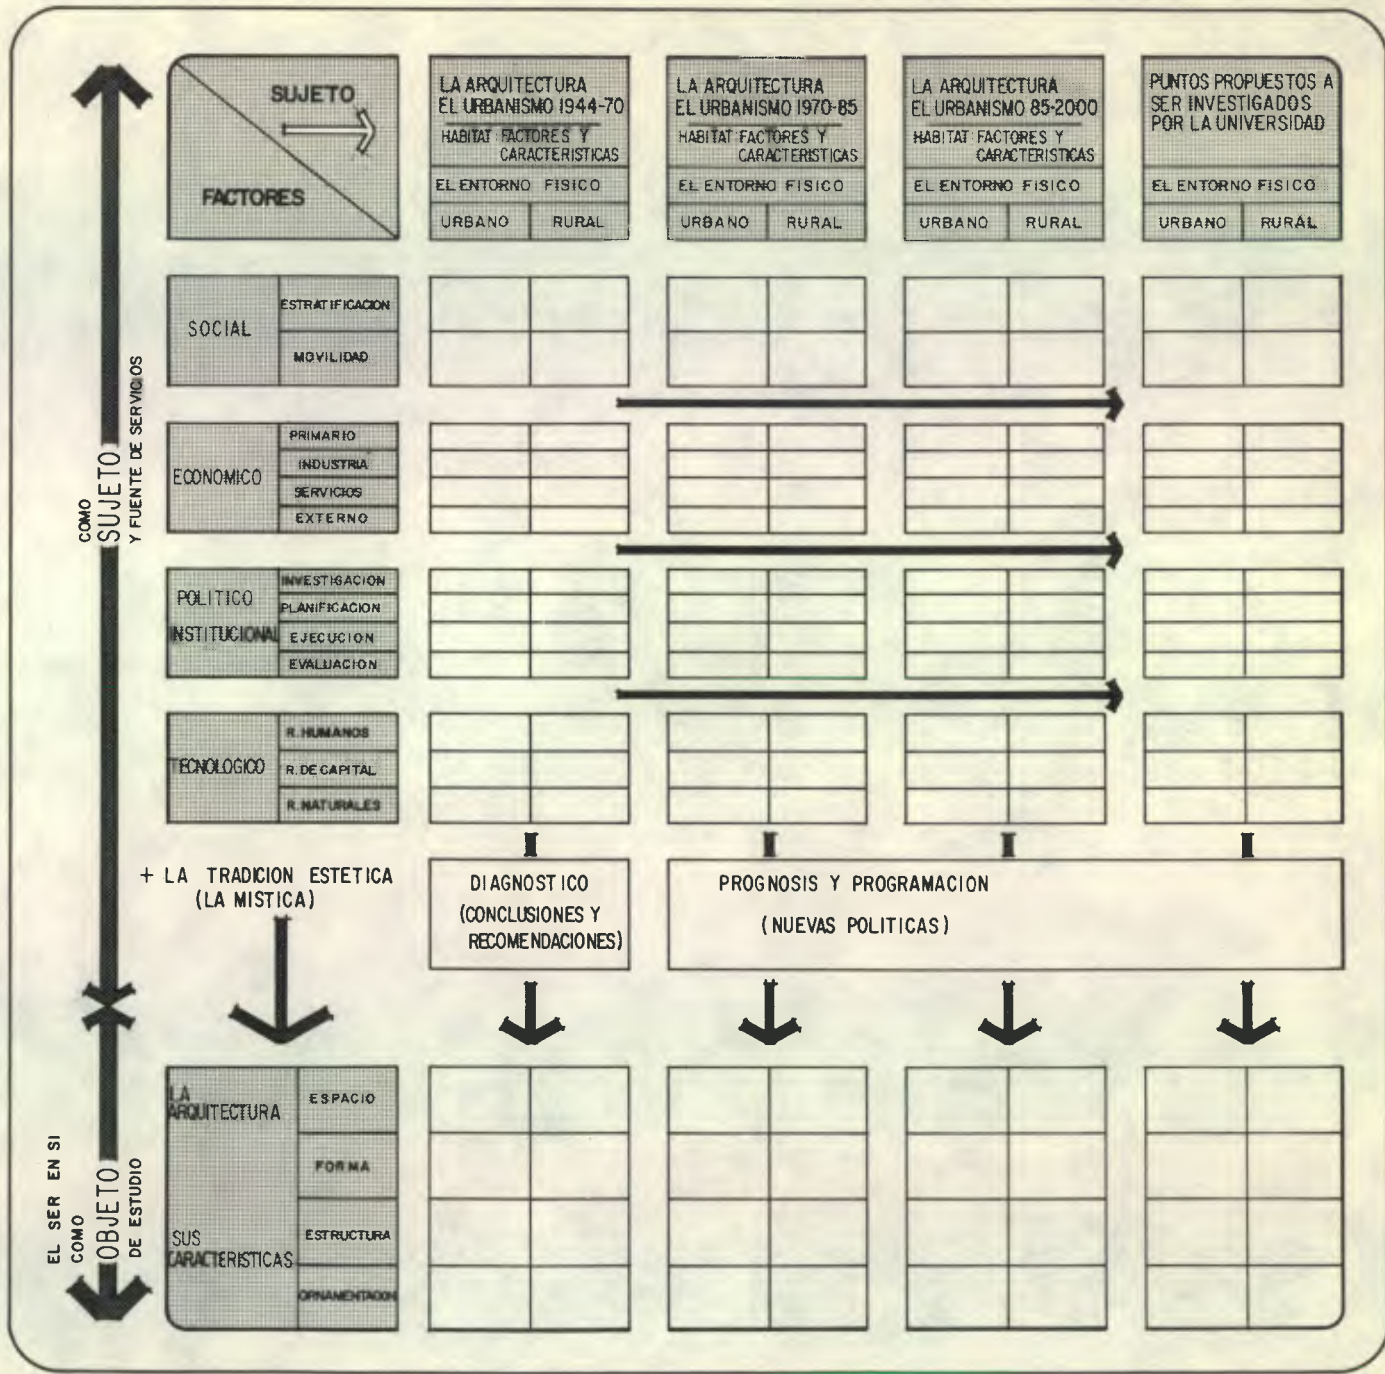 SUJETO
FACTORES
LA ARQUITECTURA
EL URBANISMO 1944-70
HABITAT: FACTORES Y
CARACTERISTICAS
EL ENTORNO FISICO
URBANO RURAL
LA ARQUITECTURA
EL URBANISMO 1970-85
HABITAT: FACTORES Y
CARACTERISTICAS
EL ENTORNO FISICO
URBANO RURAL
LA ARQUITECTURA
EL URBANISMO 85-2000
HABITAT: FACTORES Y
CARACTERISTICAS
EL ENTORNO FISICO
URBANO RURAL
PUNTOS PROPUESTOS A
SER INVESTIGADOS
POR LA UNIVERSIDAD
EL ENTORNO FISICO
URBANO RURAL
COMO
SUJETO
Y FUENTE DE SERVICIOS
SOCIAL
ESTRATIFICACION
MOVILIDAD
ECONOMICO
PRIMARIO
INDUSTRIA
SERVICIOS
EXTERNO
POLITICO
INSTITUCIONAL
INVESTIGACION
PLANIFICACION
EJECUCION
EVALUACION
TECNOLOGICO
R. HUMANOS
R. DE CAPITAL
R. NATURALES
+ LA TRADICION ESTETICA
(LA MISTICA)
DIAGNOSTICO
(CONCLUSIONES Y
RECOMENDACIONES)
PROGNOSIS Y PROGRAMACION
(NUEVAS POLITICAS)
EL SER EN SI
COMO
OBJETO
DE ESTUDIO
LA
ARQUITECTURA
SUS
CARACTERISTICAS
ESPACIO
FORMA
ESTRUCTURA
ORNAMENTACION